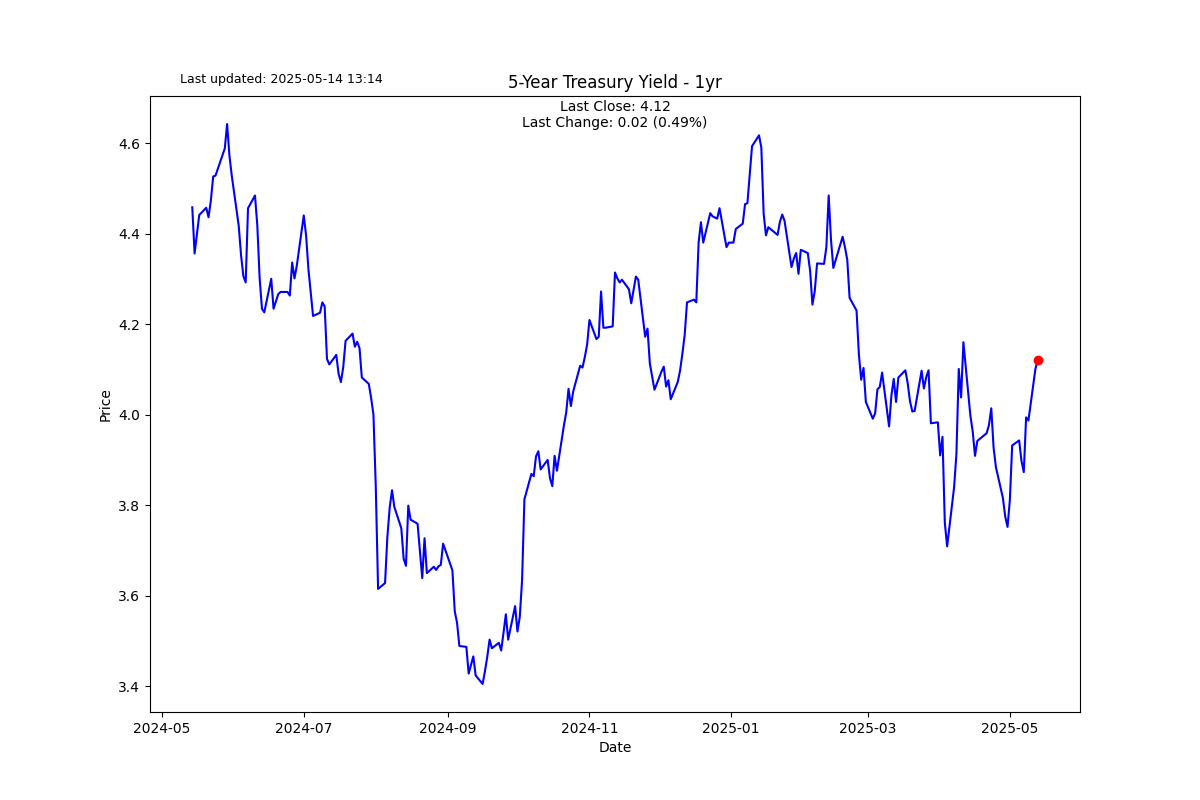 Last updated: 2025-05-14 13:14
5-Year Treasury Yield - 1yr
Last Close: 4.12
Last Change: 0.02 (0.49%)
Price
4.6
4.4
4.2
4.0
3.8
3.6
3.4
2024-05
2024-07
2024-09
2024-11
2025-01
2025-03
2025-05
Date